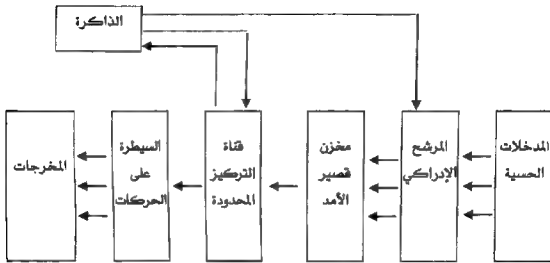 الذاكرة
المدخلات
الحسية
المرشح
الإدراكي
مخزن
قصير
الأمد
قناة
التركيز
المحدودة
السيطرة
على
الحركات
المخرجات